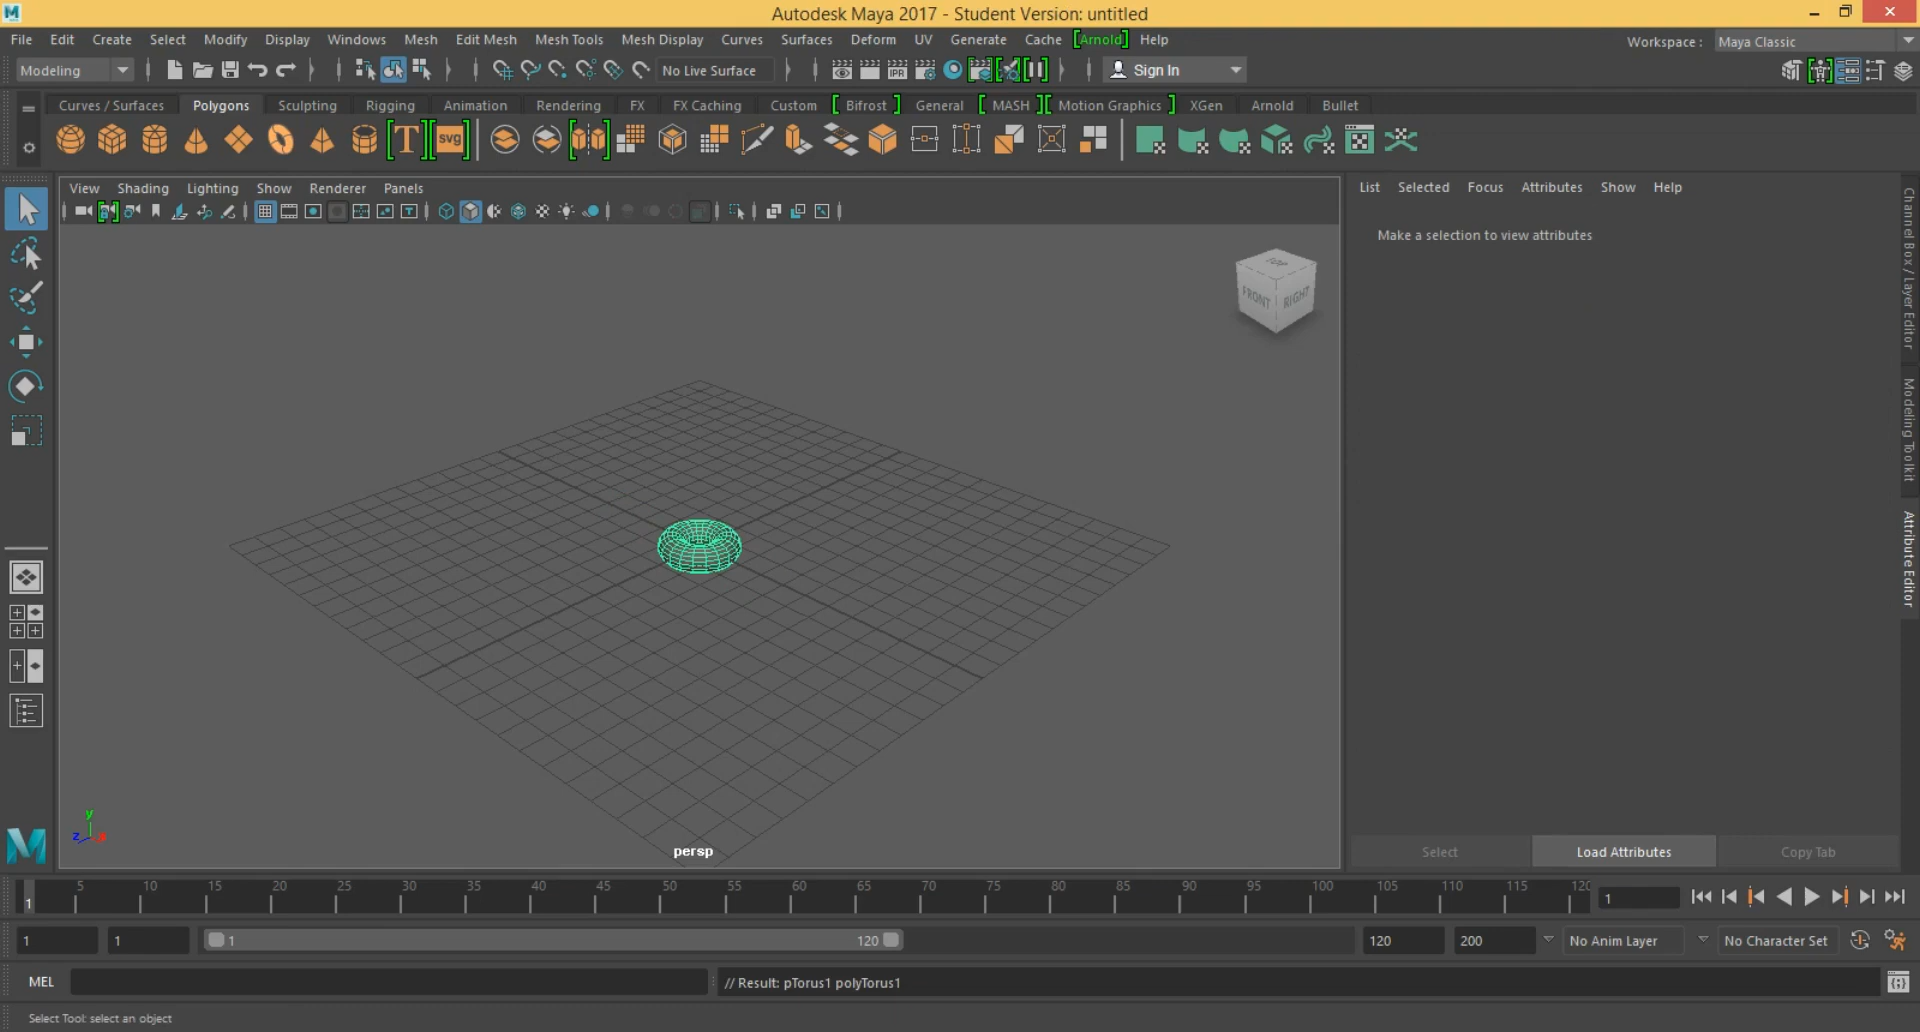 Autodesk Maya 2017 - Student Version: untitled
File Edit Create Select Modify Display Windows Mesh Edit Mesh Mesh Tools Mesh Display Curves Surfaces Deform UV Generate Cache [Arnold] Help
Workspace : Maya Classic
Modeling
No Live Surface
Sign In
Curves / Surfaces Polygons Sculpting Rigging Animation Rendering FX FX Caching Custom [ Bifrost ] General [ MASH ][ Motion Graphics ] XGen Arnold Bullet
T svg
IPR
View Shading Lighting Show Renderer Panels
List Selected Focus Attributes Show Help
Make a selection to view attributes
TOP
FRONT RIGHT
Channel Box / Layer Editor
Modeling Toolkit
Attribute Editor
y
z x
persp
Select Load Attributes Copy Tab
5 10 15 20 25 30 35 40 45 50 55 60 65 70 75 80 85 90 95 100 105 110 115 120
1
1
1 1 1 120 120 200 No Anim Layer No Character Set
MEL
// Result: pTorus1 polyTorus1
Select Tool: select an object